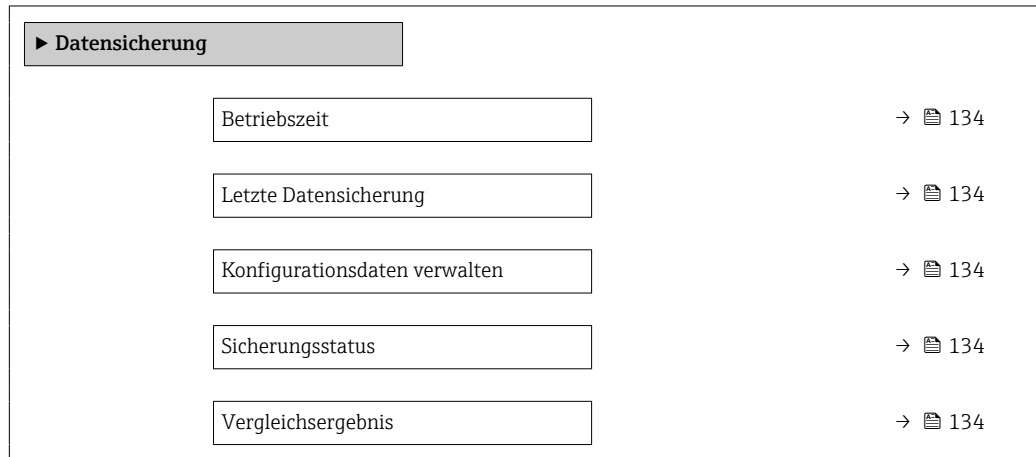 ▶ Datensicherung
Betriebszeit → 134
Letzte Datensicherung → 134
Konfigurationsdaten verwalten → 134
Sicherungsstatus → 134
Vergleichsergebnis → 134